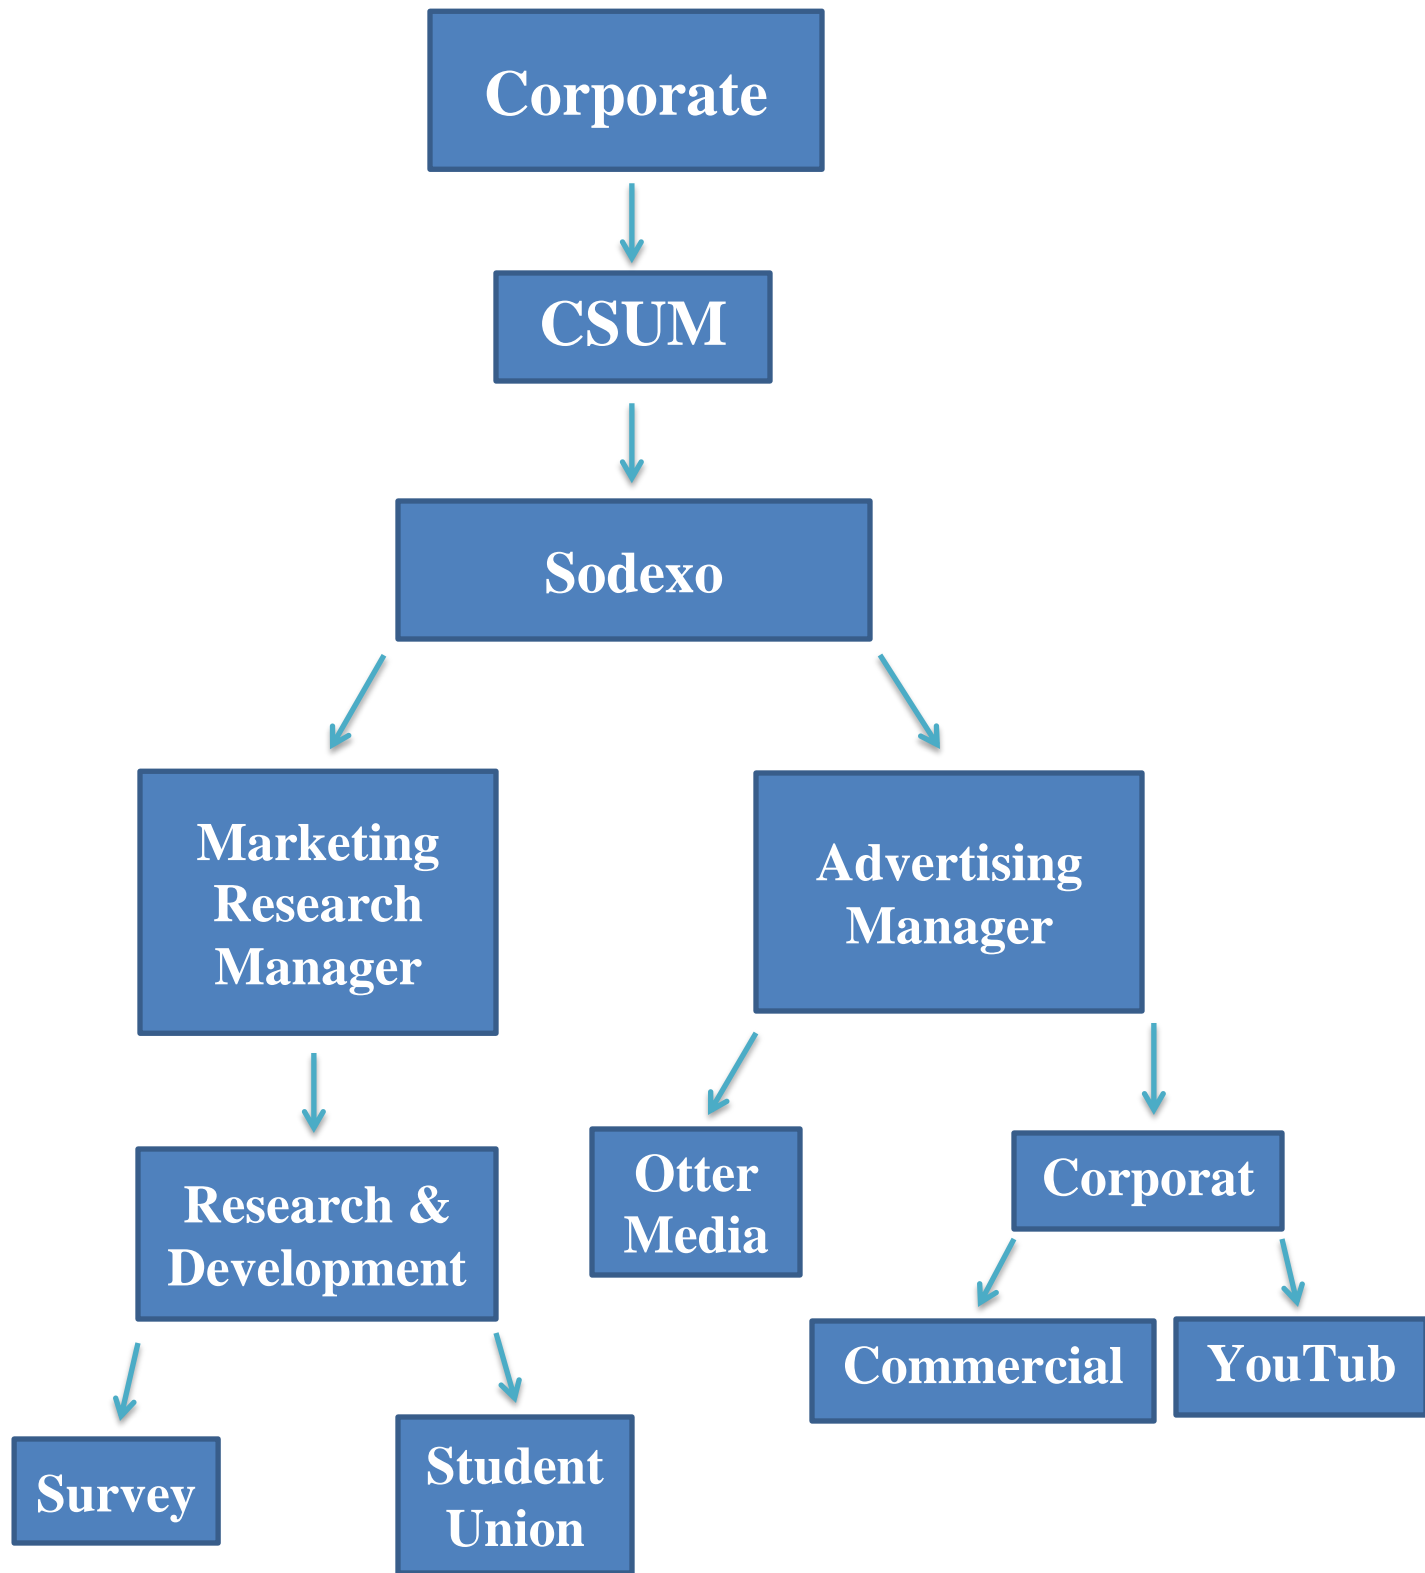 Corporate
CSUM
Sodexo
Marketing
Research
Manager
Advertising
Manager
Research &
Development
Otter
Media
Corporat
Commercial
YouTub
Survey
Student
Union